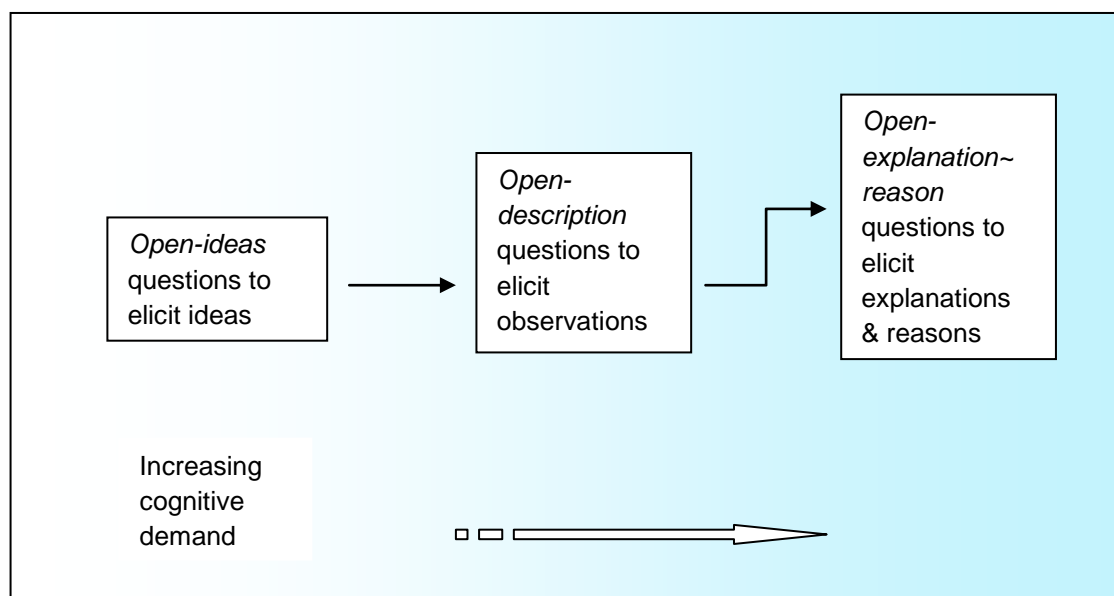 Open-ideas
questions to
elicit ideas
Open-
description
questions to
elicit
observations
Open-
explanation~
reason
questions to
elicit
explanations
& reasons
Increasing
cognitive
demand